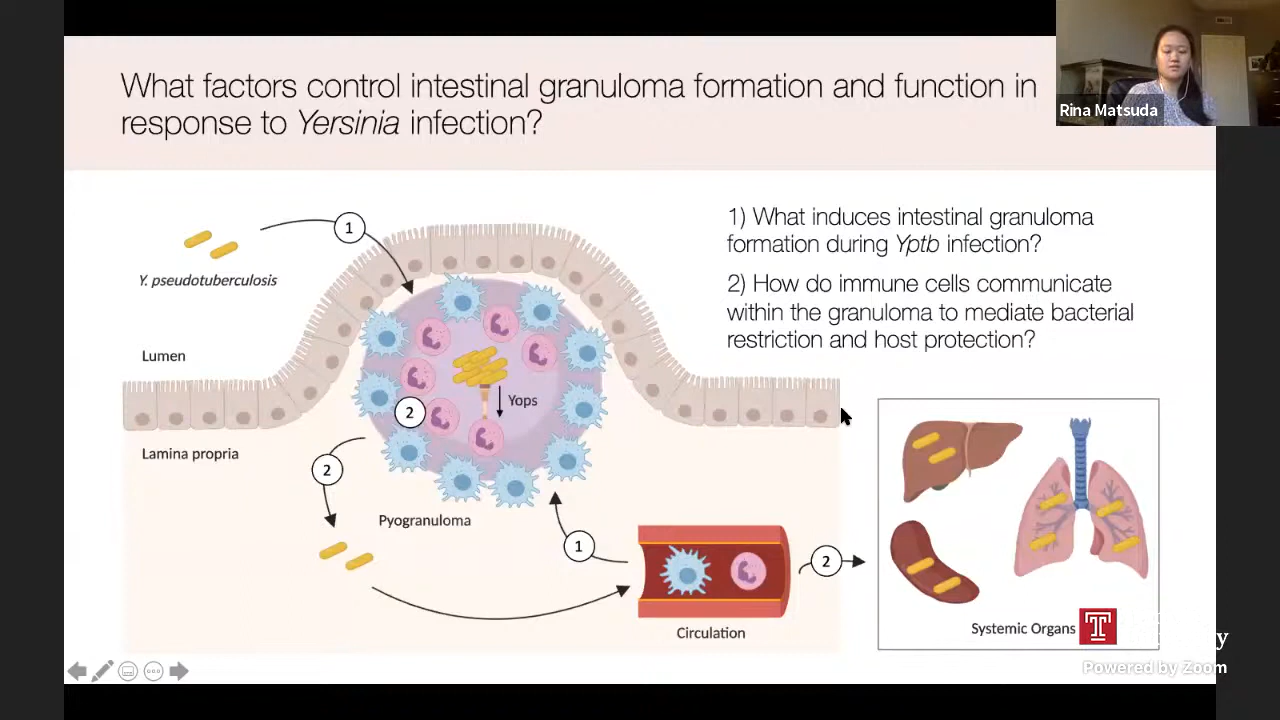 What factors control intestinal granuloma formation and function in
response to Yersinia infection?
Rina Matsuda
1) What induces intestinal granuloma
formation during Yptb infection?
2) How do immune cells communicate
within the granuloma to mediate bacterial
restriction and host protection?
1
Y. pseudotuberculosis
Lumen
Yops
2
Lamina propria
2
Pyogranuloma
1
2
Circulation
Systemic Organs
T
Powered by Zoom